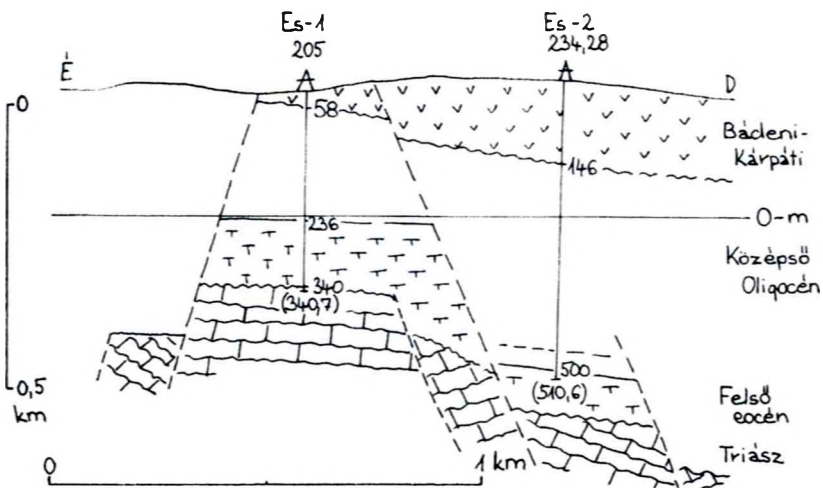 Es-1
205
Es-2
234,28
É
D
0
58
Bádeni-
Kárpáti
146
0-m
236
Középső
Oligocén
340
(340,7)
500
(510,6)
0,5
km
Felső
eocén
Triász
0
1 km